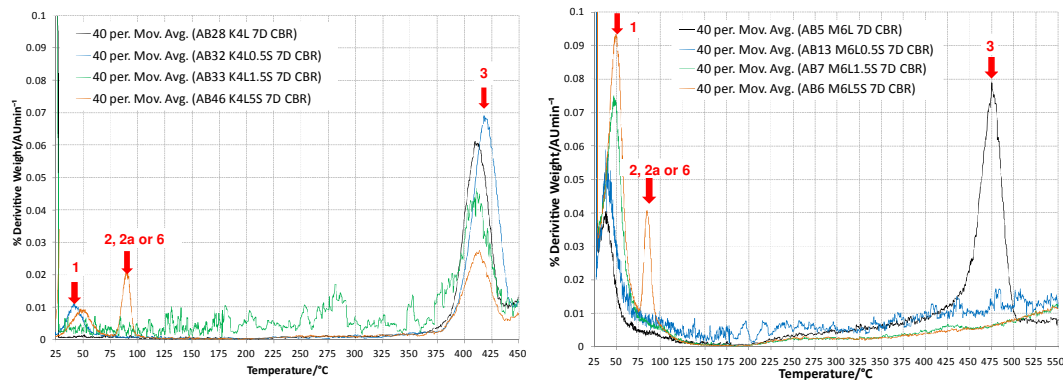 0.1
0.09
0.08
0.07
0.06
0.05
0.04
0.03
0.02
0.01
0
% Derivitive Weight/AUmin⁻¹
40 per. Mov. Avg. (AB28 K4L 7D CBR)
40 per. Mov. Avg. (AB32 K4L0.5S 7D CBR)
40 per. Mov. Avg. (AB33 K4L1.5S 7D CBR)
40 per. Mov. Avg. (AB46 K4L5S 7D CBR)
3
2, 2a or 6
1
25 50 75 100 125 150 175 200 225 250 275 300 325 350 375 400 425 450
Temperature/°C
0.1
0.09
0.08
0.07
0.06
0.05
0.04
0.03
0.02
0.01
0
% Derivitive Weight/AUmin⁻¹
1
40 per. Mov. Avg. (AB5 M6L 7D CBR)
40 per. Mov. Avg. (AB13 M6L0.5S 7D CBR)
40 per. Mov. Avg. (AB7 M6L1.5S 7D CBR)
40 per. Mov. Avg. (AB6 M6L5S 7D CBR)
3
2, 2a or 6
25 50 75 100 125 150 175 200 225 250 275 300 325 350 375 400 425 450 475 500 525 550
Temperature/°C